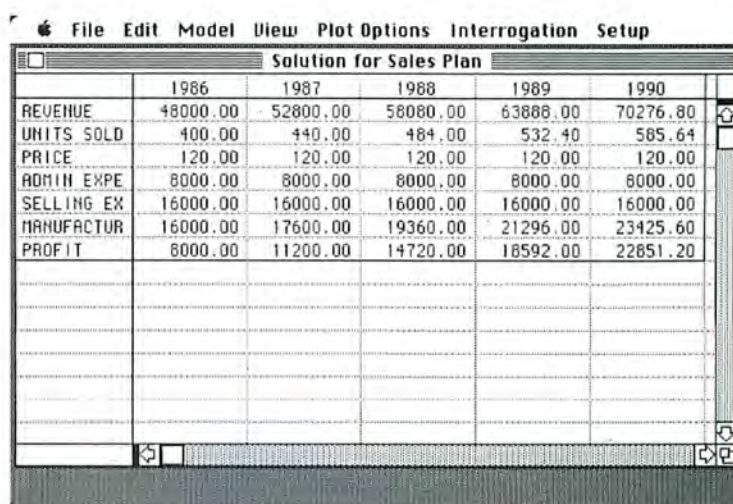 File Edit Model View Plot Options Interrogation Setup
Solution for Sales Plan
1986 1987 1988 1989 1990
REVENUE 48000.00 52800.00 58080.00 63888.00 70276.80
UNITS SOLD 400.00 440.00 484.00 532.40 585.64
PRICE 120.00 120.00 120.00 120.00 120.00
ADMIN EXPE 8000.00 8000.00 8000.00 8000.00 8000.00
SELLING EX 16000.00 16000.00 16000.00 16000.00 16000.00
MANUFACTUR 16000.00 17600.00 19360.00 21296.00 23425.60
PROFIT 8000.00 11200.00 14720.00 18592.00 22851.20